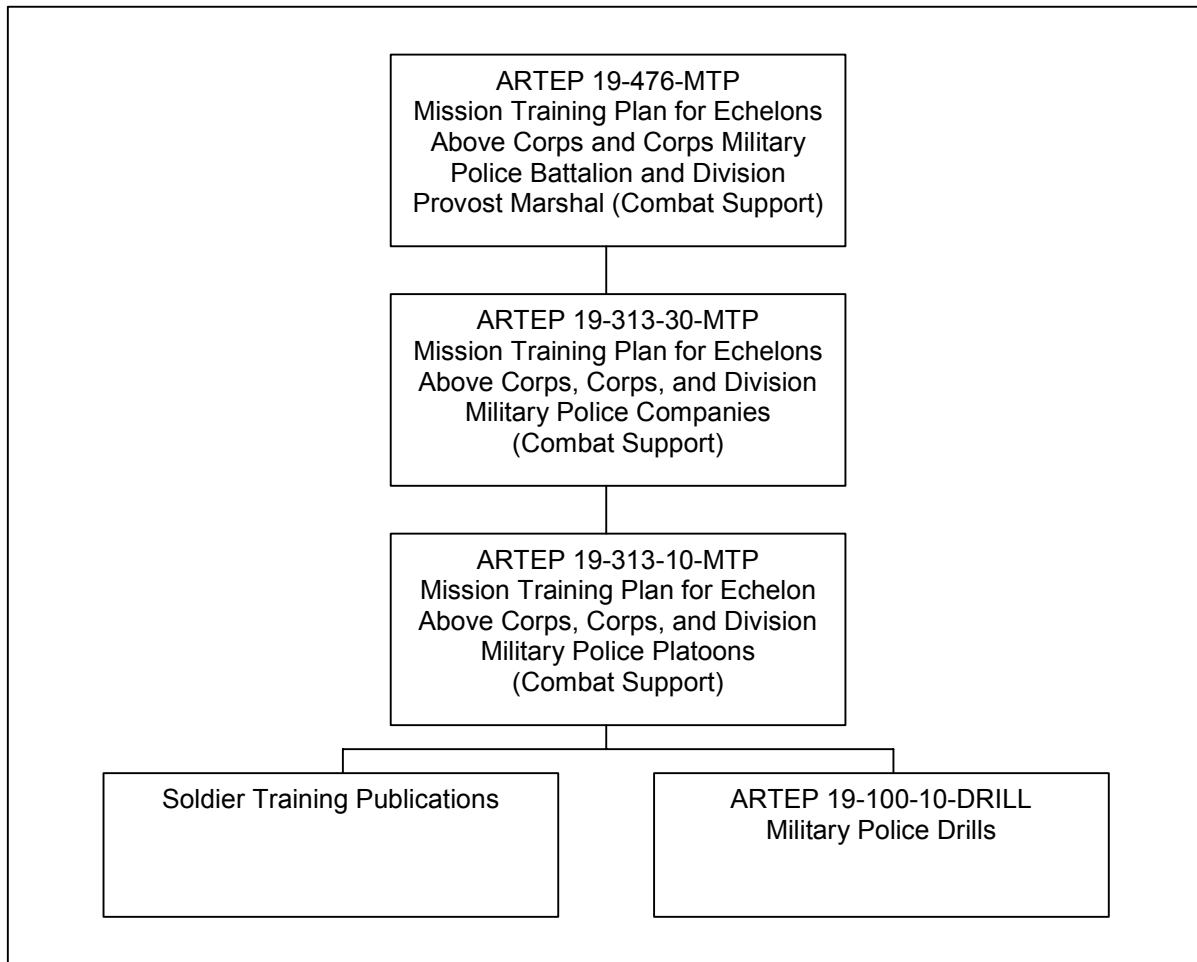 ARTEP 19-476-MTP
Mission Training Plan for Echelons
Above Corps and Corps Military
Police Battalion and Division
Provost Marshal (Combat Support)
ARTEP 19-313-30-MTP
Mission Training Plan for Echelons
Above Corps, Corps, and Division
Military Police Companies
(Combat Support)
ARTEP 19-313-10-MTP
Mission Training Plan for Echelon
Above Corps, Corps, and Division
Military Police Platoons
(Combat Support)
Soldier Training Publications
ARTEP 19-100-10-DRILL
Military Police Drills